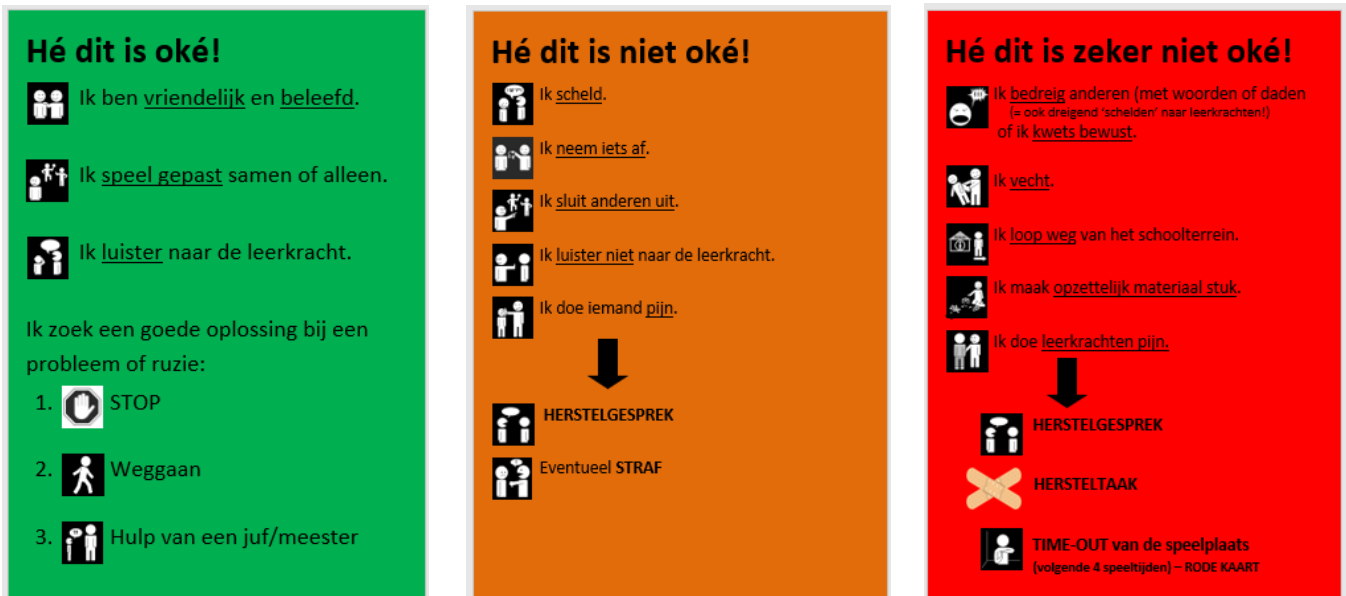 Hé dit is oké!
Ik ben vriendelijk en beleefd.
Ik speel gepast samen of alleen.
Ik luister naar de leerkracht.
Ik zoek een goede oplossing bij een
probleem of ruzie:
1. STOP
2. Weggaan
3. Hulp van een juf/meester
Hé dit is niet oké!
Ik scheld.
Ik neem iets af.
Ik sluit anderen uit.
Ik luister niet naar de leerkracht.
Ik doe iemand pijn.
HERSTELGESPREK
Eventueel STRAF
Hé dit is zeker niet oké!
Ik bedreig anderen (met woorden of daden
(= ook dreigend ‘schelden’ naar leerkrachten!)
of ik kwets bewust.
Ik vecht.
Ik loop weg van het schoolterrein.
Ik maak opzettelijk materiaal stuk.
Ik doe leerkrachten pijn.
HERSTELGESPREK
HERSTELTAAK
TIME-OUT van de speelplaats
(volgende 4 speeltijden) – RODE KAART